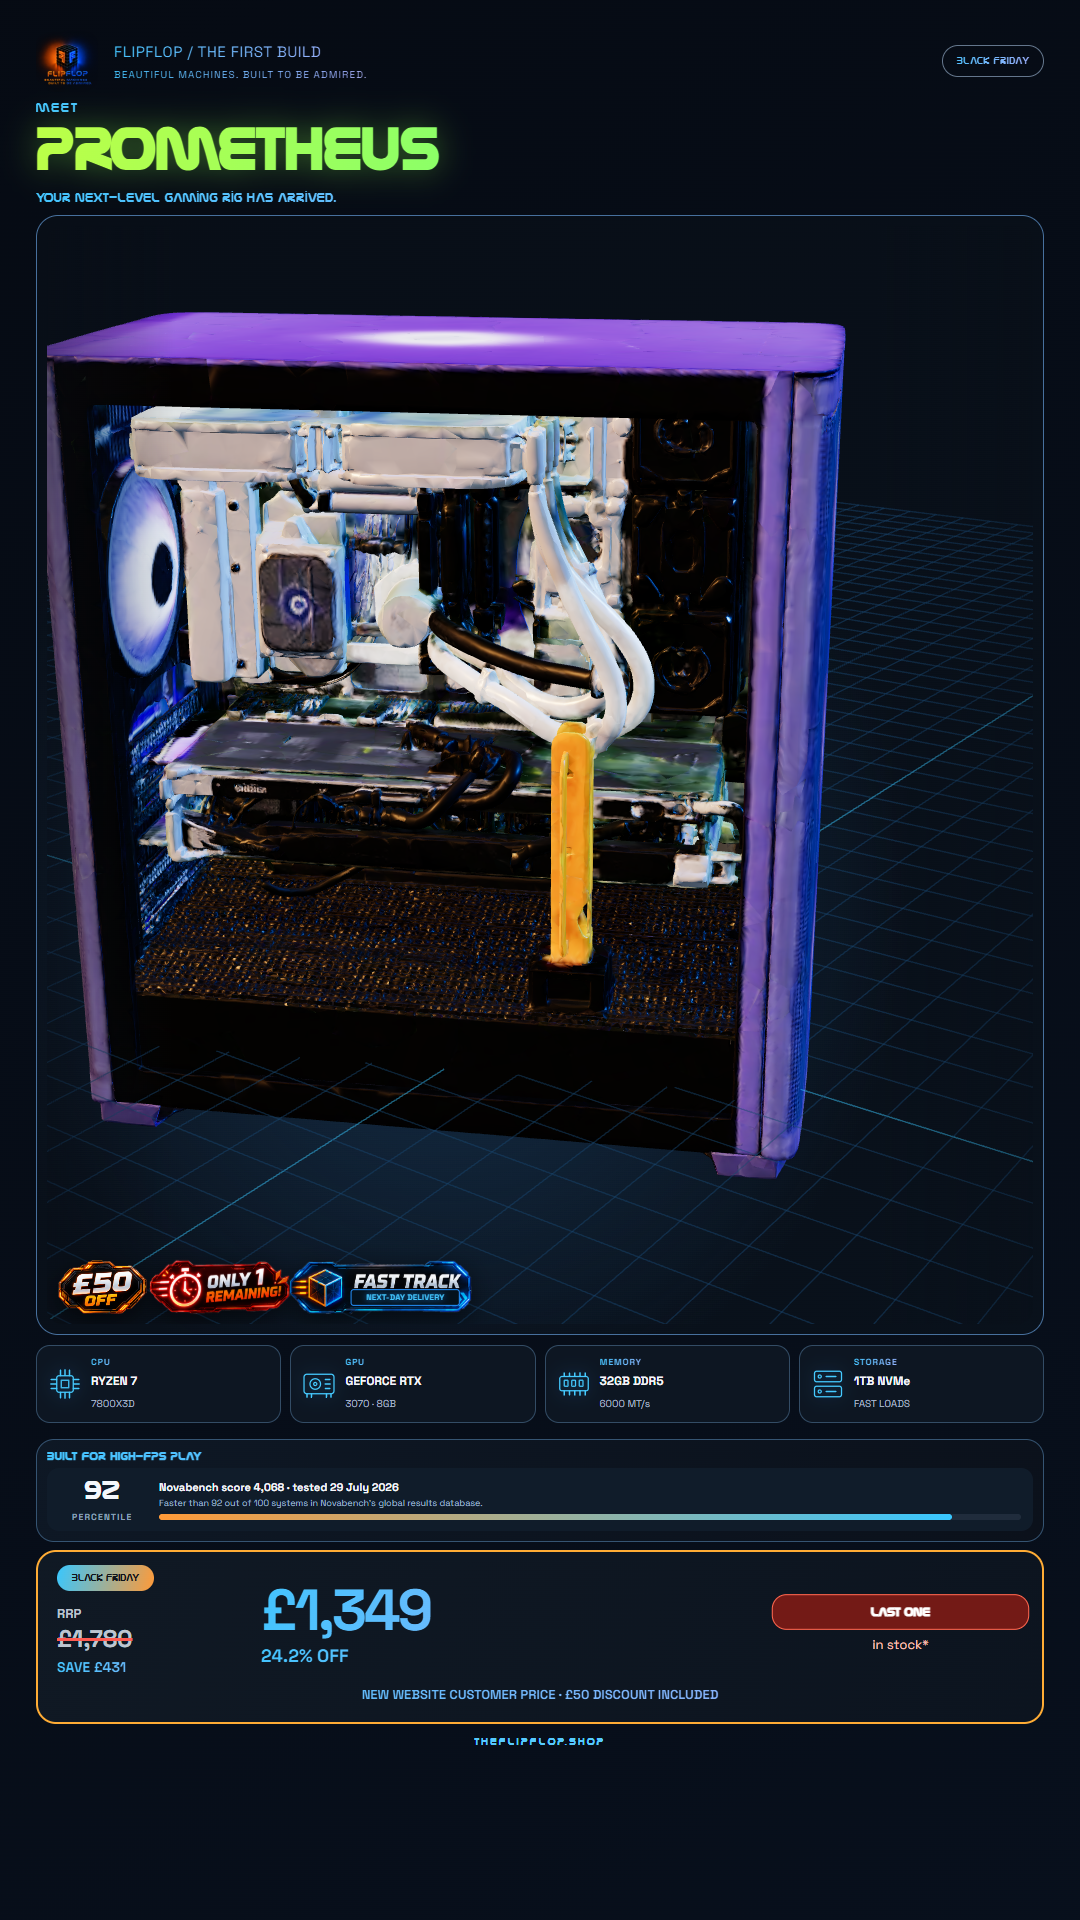 FLIPFLOP
FLIPFLOP / THE FIRST BUILD
BEAUTIFUL MACHINES. BUILT TO BE ADMIRED.
BLACK FRIDAY
MEET
PROMETHEUS
YOUR NEXT-LEVEL GAMING RIG HAS ARRIVED.
£50
OFF
ONLY 1
REMAINING!
FAST TRACK
NEXT-DAY DELIVERY
CPU
RYZEN 7
7800X3D
GPU
GEFORCE RTX
3070 · 8GB
MEMORY
32GB DDR5
6000 MT/s
STORAGE
1TB NVMe
FAST LOADS
BUILT FOR HIGH-FPS PLAY
92
PERCENTILE
Novabench score 4,068 · tested 29 July 2026
Faster than 92 out of 100 systems in Novabench's global results database.
BLACK FRIDAY
RRP
£1,780
SAVE £431
£1,349
24.2% OFF
LAST ONE
in stock*
NEW WEBSITE CUSTOMER PRICE · £50 DISCOUNT INCLUDED
THEFLIPFLOP.SHOP